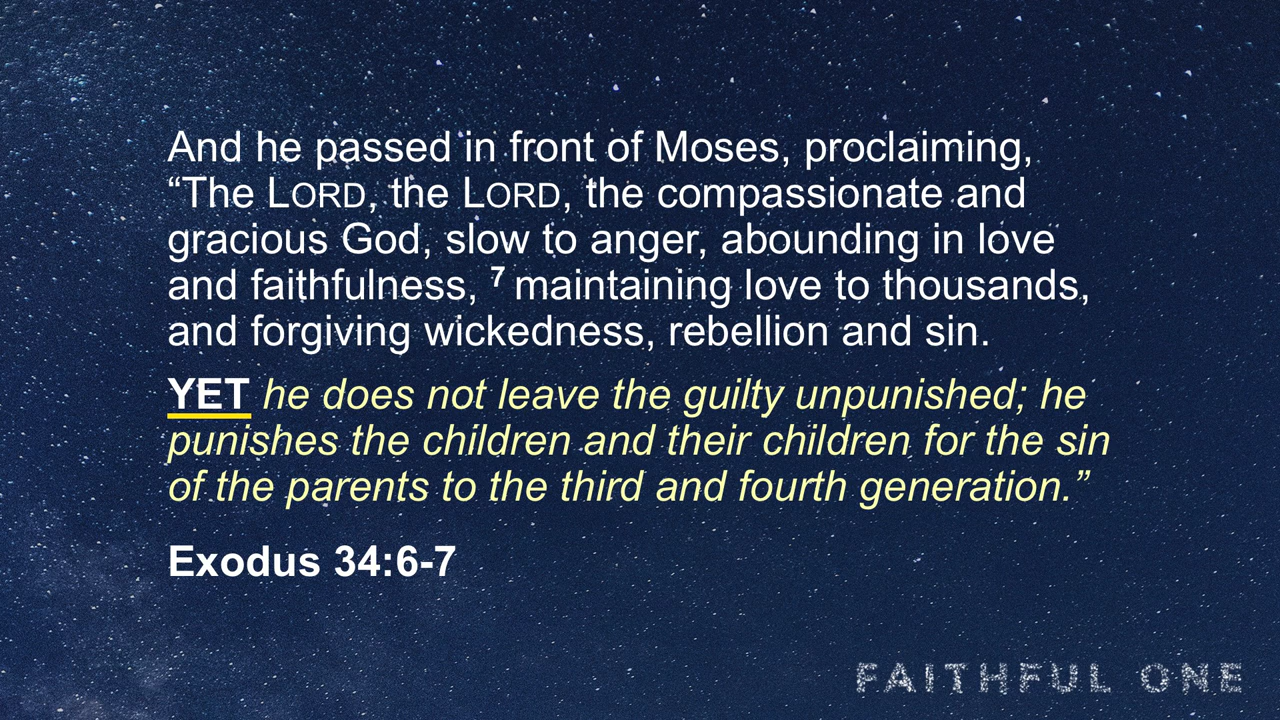 And he passed in front of Moses, proclaiming,
“The LORD, the LORD, the compassionate and
gracious God, slow to anger, abounding in love
and faithfulness, 7 maintaining love to thousands,
and forgiving wickedness, rebellion and sin.
YET he does not leave the guilty unpunished; he
punishes the children and their children for the sin
of the parents to the third and fourth generation.”
Exodus 34:6-7
FAITHFUL ONE